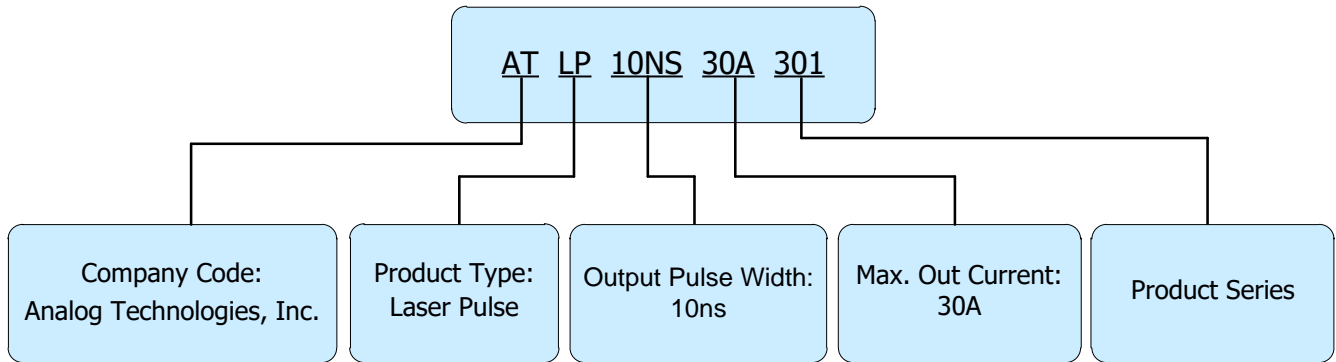 AT LP 10NS 30A 301
Company Code:
Analog Technologies, Inc.
Product Type:
Laser Pulse
Output Pulse Width:
10ns
Max. Out Current:
30A
Product Series